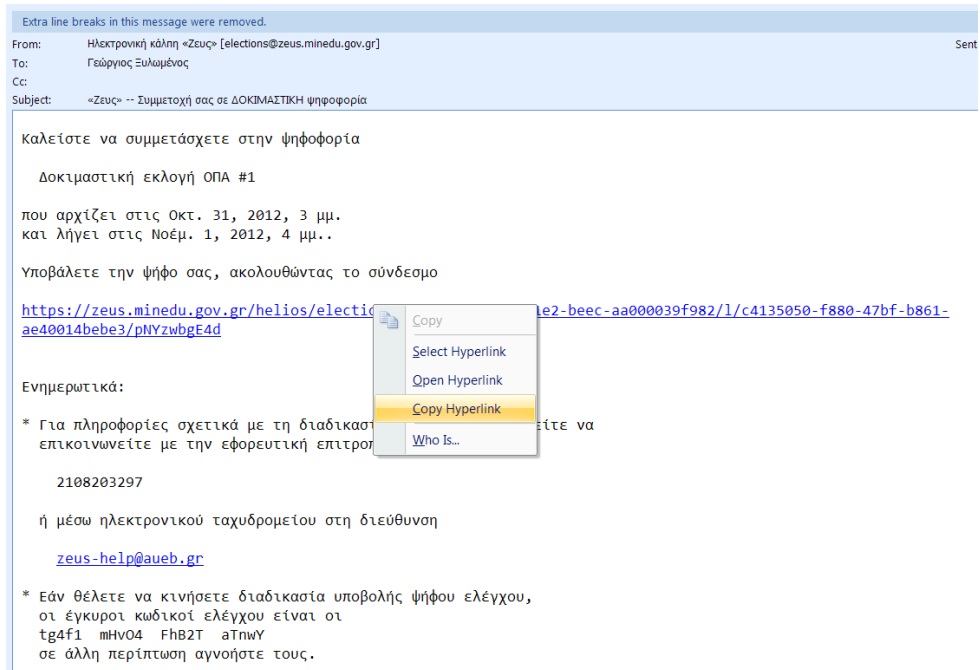 Extra line breaks in this message were removed.
From: Ηλεκτρονική κάλπη «Ζευς» [elections@zeus.minedu.gov.gr] Sent
To: Γεώργιος Ξυλωμένος
Cc:
Subject: «Ζευς» -- Συμμετοχή σας σε ΔΟΚΙΜΑΣΤΙΚΗ ψηφοφορία
Καλείστε να συμμετάσχετε στην ψηφοφορία
Δοκιμαστική εκλογή ΟΠΑ #1
που αρχίζει στις Οκτ. 31, 2012, 3 μμ.
και λήγει στις Νοέμ. 1, 2012, 4 μμ..
Υποβάλετε την ψήφο σας, ακολουθώντας το σύνδεσμο
https://zeus.minedu.gov.gr/helios/electio 1e2-beec-aa000039f982/l/c4135050-f880-47bf-b861-
ae40014bebe3/pNYzwbgE4d
Copy
Select Hyperlink
Open Hyperlink
Copy Hyperlink
Who Is...
Ενημερωτικά:
* Για πληροφορίες σχετικά με τη διαδικασ είτε να
επικοινωνείτε με την εφορευτική επιτροπ
2108203297
ή μέσω ηλεκτρονικού ταχυδρομείου στη διεύθυνση
zeus-help@aueb.gr
* Εάν θέλετε να κινήσετε διαδικασία υποβολής ψήφου ελέγχου,
οι έγκυροι κωδικοί ελέγχου είναι οι
tg4f1 mHvO4 FhB2T aTnwY
σε άλλη περίπτωση αγνοήστε τους.